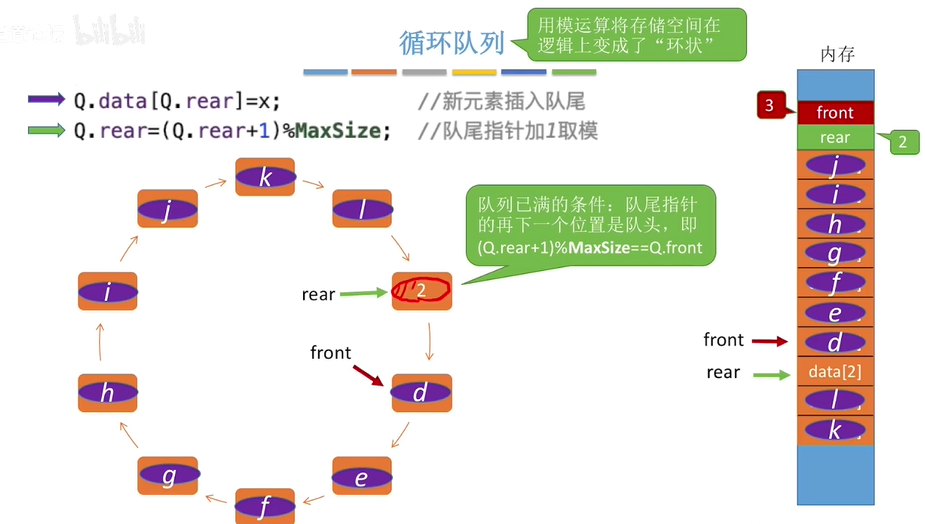 bilibili
循环队列
用模运算将存储空间在
逻辑上变成了“环状”
Q.data[Q.rear]=x; //新元素插入队尾
Q.rear=(Q.rear+1)%MaxSize; //队尾指针加1取模
k
l
2
d
e
f
g
h
i
j
rear
front
队列已满的条件：队尾指针
的再下一个位置是队头，即
(Q.rear+1)%MaxSize==Q.front
内存
3
front
rear
2
j
i
h
g
f
e
front
d
rear
data[2]
l
k